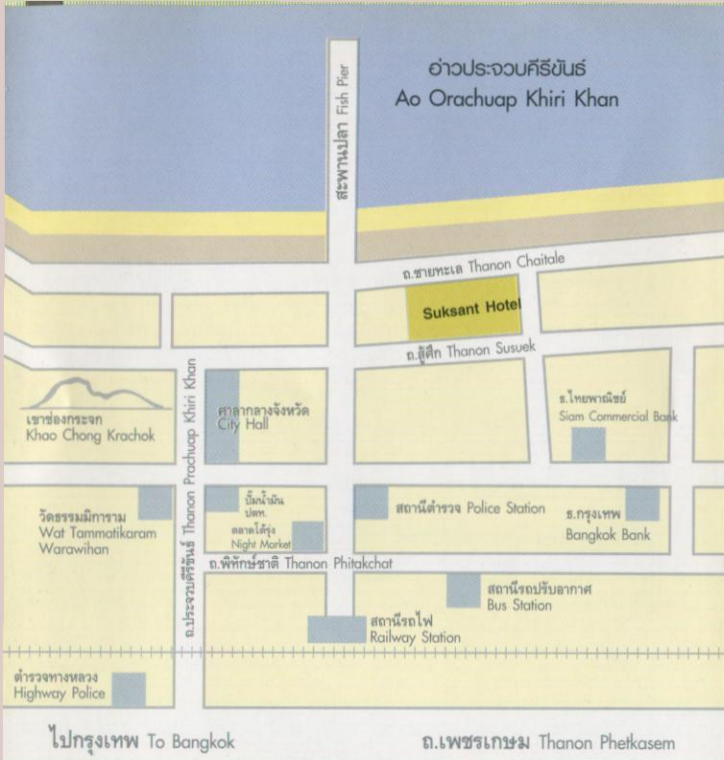 อ่าวประจวบคีรีขันธ์
Ao Orachuap Khiri Khan
สะพานปลา Fish Pier
ถ.ชายทะเล Thanon Chaitale
Suksant Hotel
ถ.สู้ศึก Thanon Susuek
เขาช่องกระจก
Khao Chong Krachok
ถ.ประจวบคีรีขันธ์ Thanon Prachuap Khiri Khan
ศาลากลางจังหวัด
City Hall
ธ.ไทยพาณิชย์
Siam Commercial Bank
วัดธรรมมิการาม
Wat Tammatikaram
Warawihan
ปั๊มน้ำมัน
ปตท.
ตลาดโต้รุ่ง
Night Market
สถานีตำรวจ Police Station
ธ.กรุงเทพ
Bangkok Bank
ถ.พิทักษ์ชาติ Thanon Phitakchat
สถานีรถปรับอากาศ
Bus Station
สถานีรถไฟ
Railway Station
ตำรวจทางหลวง
Highway Police
ไปกรุงเทพ To Bangkok
ถ.เพชรเกษม Thanon Phetkasem